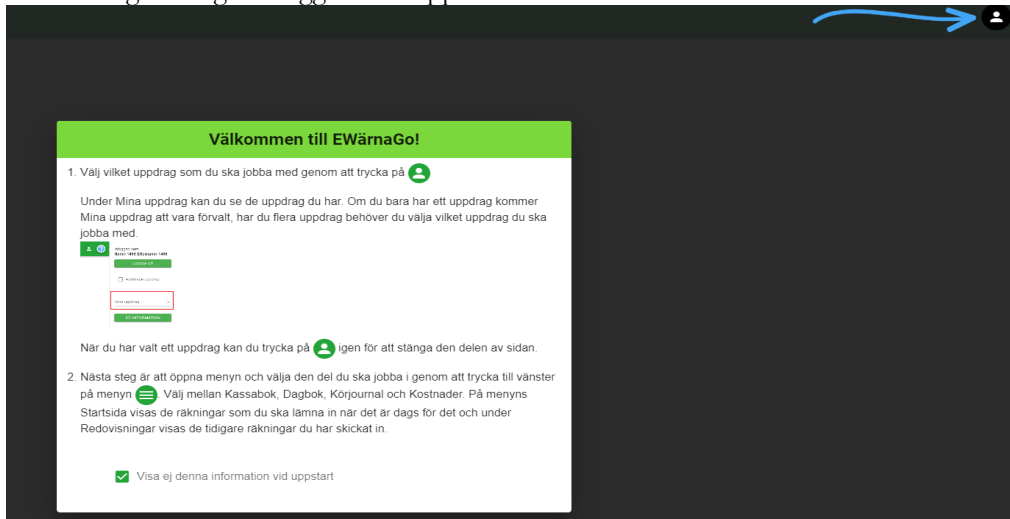 Välkommen till EWärnaGo!
1. Välj vilket uppdrag som du ska jobba med genom att trycka på
Under Mina uppdrag kan du se de uppdrag du har. Om du bara har ett uppdrag kommer
Mina uppdrag att vara förvalt, har du flera uppdrag behöver du välja vilket uppdrag du ska
jobba med.
LOGGA UT
Mina uppdrag
SE INFORMATION
När du har valt ett uppdrag kan du trycka på igen för att stänga den delen av sidan.
2. Nästa steg är att öppna menyn och välja den del du ska jobba i genom att trycka till vänster
på menyn . Välj mellan Kassabok, Dagbok, Körjournal och Kostnader. På menyns
Startsida visas de räkningar som du ska lämna in när det är dags för det och under
Redovisningar visas de tidigare räkningar du har skickat in.
Visa ej denna information vid uppstart